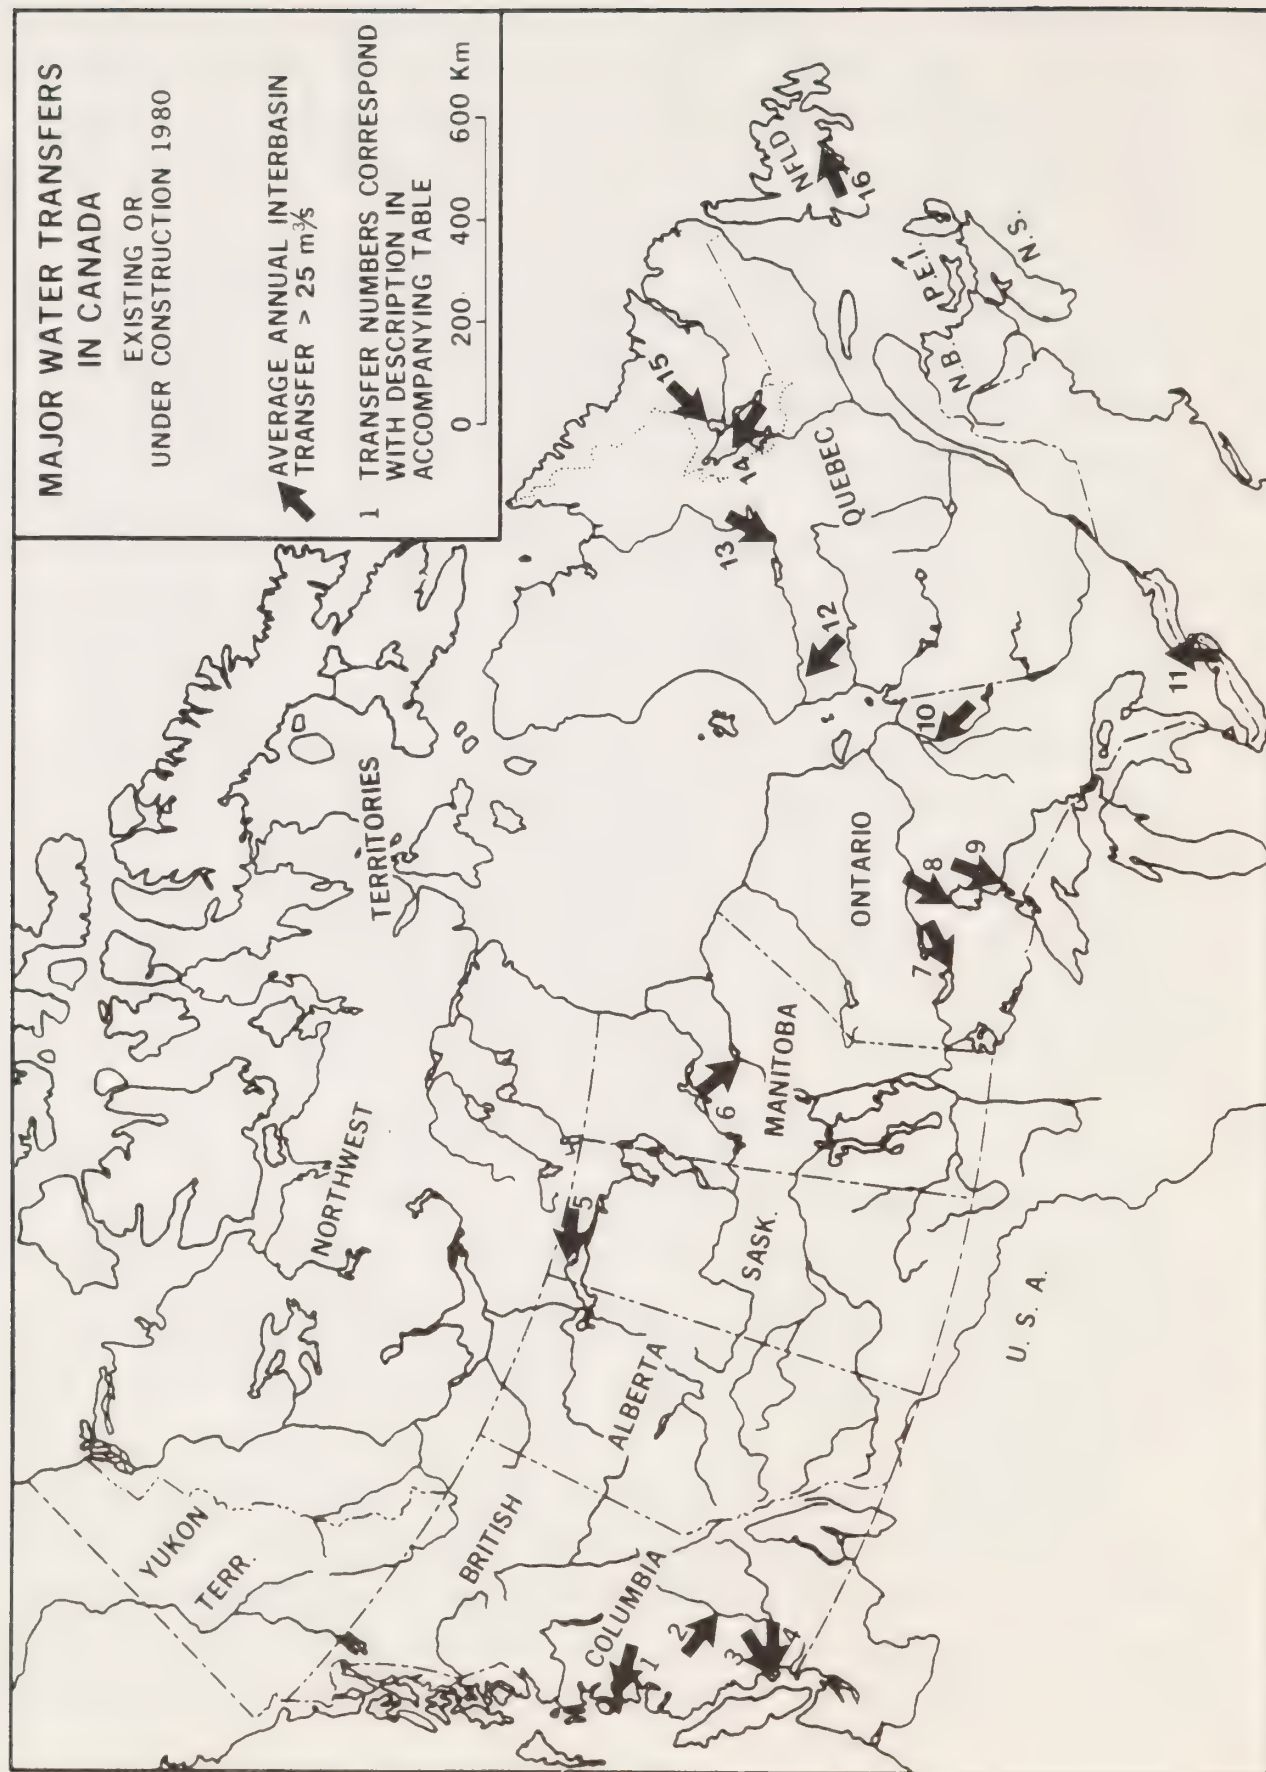 MAJOR WATER TRANSFERS
IN CANADA
EXISTING OR
UNDER CONSTRUCTION 1980
AVERAGE ANNUAL INTERBASIN
TRANSFER > 25 m³/s
1 TRANSFER NUMBERS CORRESPOND
WITH DESCRIPTION IN
ACCOMPANYING TABLE
0 200 400 600 Km
YUKON
TERR.
NORTHWEST
TERRITORIES
BRITISH
COLUMBIA
ALBERTA
SASK.
MANITOBA
ONTARIO
QUEBEC
NFLD
N.B.
P.E.I.
N.S.
U. S. A.
1
2
3
4
5
6
7
8
9
10
11
12
13
14
15
16